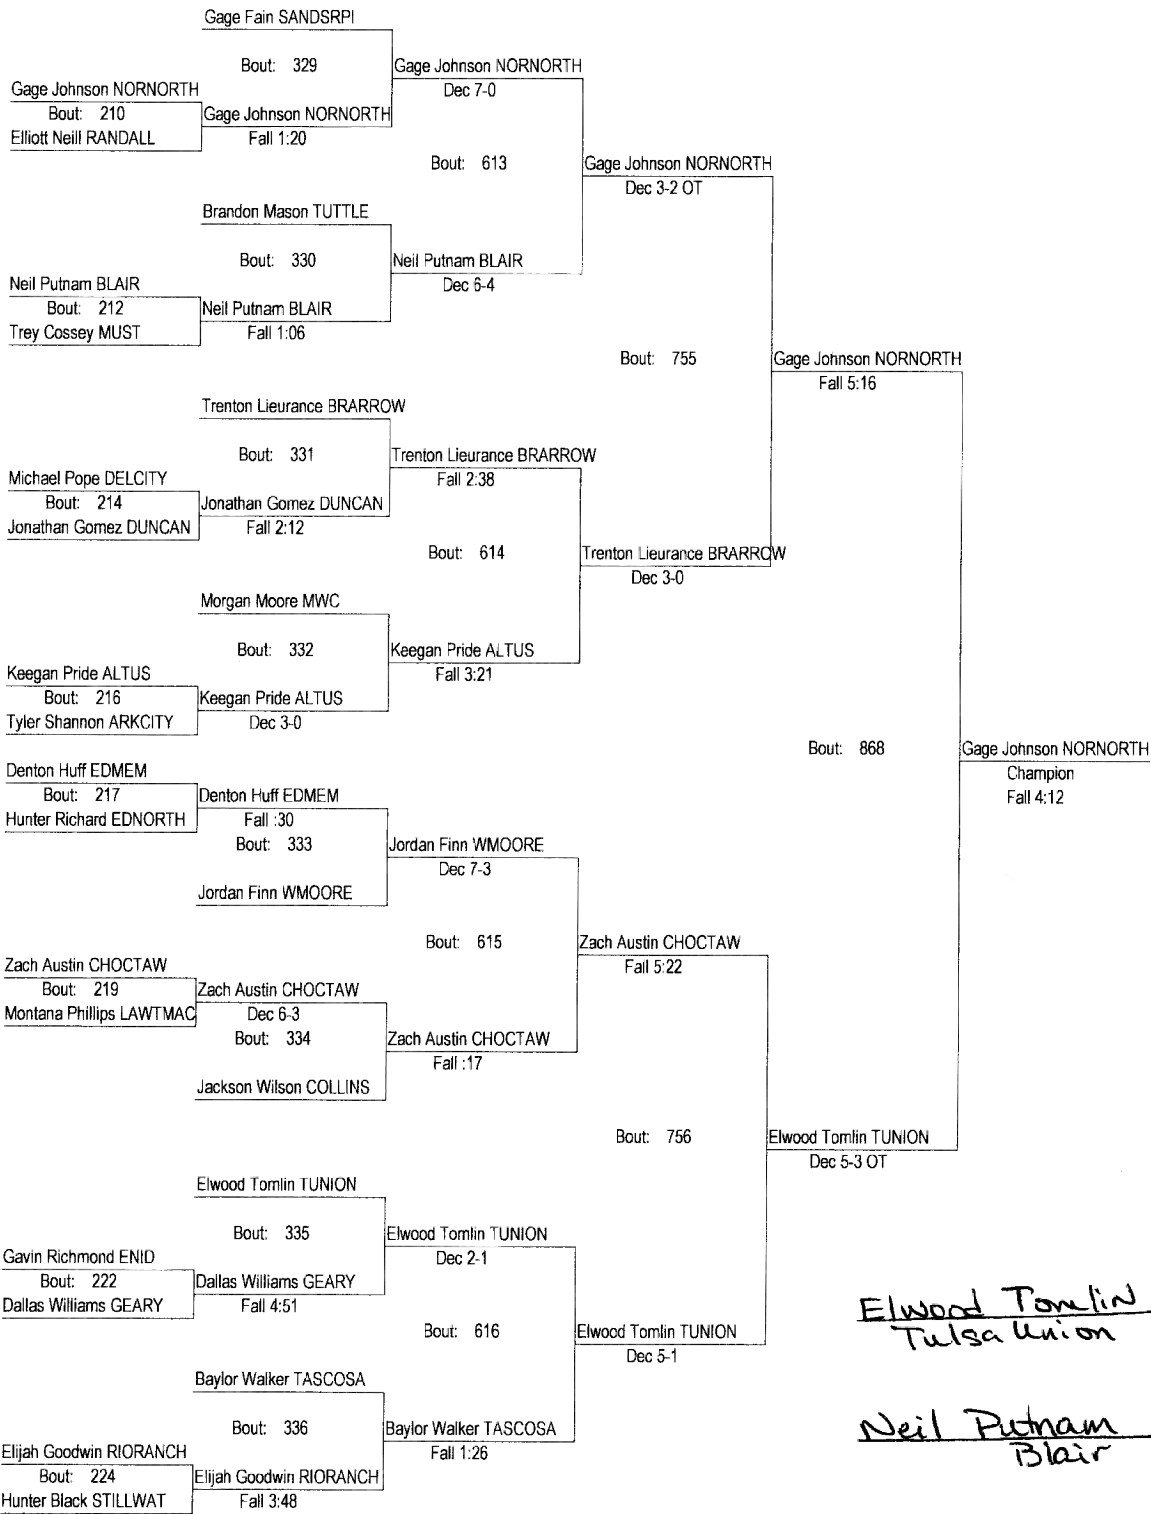 Gage Fain SANDSRPI
Bout: 329
Gage Johnson NORNORTH
Dec 7-0
Gage Johnson NORNORTH
Bout: 210
Elliott Neill RANDALL
Gage Johnson NORNORTH
Fall 1:20
Bout: 613
Gage Johnson NORNORTH
Dec 3-2 OT
Brandon Mason TUTTLE
Bout: 330
Neil Putnam BLAIR
Dec 6-4
Neil Putnam BLAIR
Bout: 212
Trey Cossey MUST
Neil Putnam BLAIR
Fall 1:06
Bout: 755
Gage Johnson NORNORTH
Fall 5:16
Trenton Lieurance BRARROW
Bout: 331
Trenton Lieurance BRARROW
Fall 2:38
Michael Pope DELCITY
Bout: 214
Jonathan Gomez DUNCAN
Jonathan Gomez DUNCAN
Fall 2:12
Bout: 614
Trenton Lieurance BRARROW
Dec 3-0
Morgan Moore MWC
Bout: 332
Keegan Pride ALTUS
Fall 3:21
Keegan Pride ALTUS
Bout: 216
Tyler Shannon ARKCITY
Keegan Pride ALTUS
Dec 3-0
Bout: 868
Gage Johnson NORNORTH
Champion
Fall 4:12
Denton Huff EDMEM
Bout: 217
Hunter Richard EDNORTH
Denton Huff EDMEM
Fall :30
Bout: 333
Jordan Finn WMOORE
Dec 7-3
Jordan Finn WMOORE
Bout: 615
Zach Austin CHOCTAW
Fall 5:22
Zach Austin CHOCTAW
Bout: 219
Montana Phillips LAWTMAC
Zach Austin CHOCTAW
Dec 6-3
Bout: 334
Zach Austin CHOCTAW
Fall :17
Jackson Wilson COLLINS
Bout: 756
Elwood Tomlin TUNION
Dec 5-3 OT
Elwood Tomlin TUNION
Bout: 335
Elwood Tomlin TUNION
Dec 2-1
Gavin Richmond ENID
Bout: 222
Dallas Williams GEARY
Dallas Williams GEARY
Fall 4:51
Bout: 616
Elwood Tomlin TUNION
Dec 5-1
Baylor Walker TASCOSA
Bout: 336
Baylor Walker TASCOSA
Fall 1:26
Elijah Goodwin RIORANCH
Bout: 224
Hunter Black STILLWAT
Elijah Goodwin RIORANCH
Fall 3:48
Elwood Tomlin
Tulsa Union
Neil Putnam
Blair